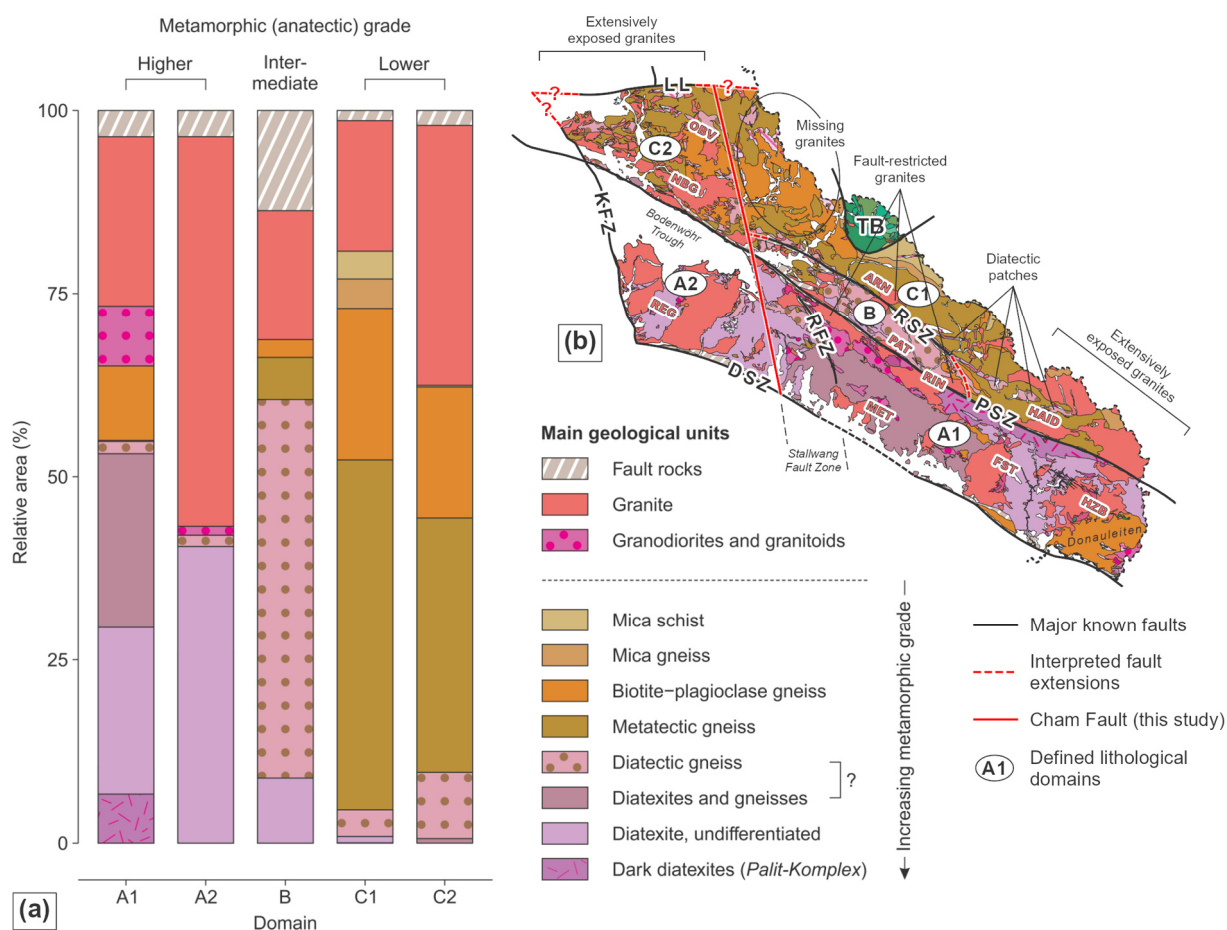 Metamorphic (anatectic) grade
Higher
Inter-
mediate
Lower
100
75
50
25
0
Relative area (%)
A1
A2
B
C1
C2
Domain
(a)
Extensively
exposed granites
LL
?
?
?
OBV
C2
NBG
Missing
granites
Fault-restricted
granites
TB
K-F-Z
Bodenwöhr
Trough
A2
REG
ARN
C1
Diatectic
patches
B
RSZ
PAT
RFZ
(b)
DSZ
RIN
PSZ
HAID
Extensively
exposed granites
MET
A1
Stallwang
Fault Zone
FST
HZB
Donauleiten
Main geological units
Fault rocks
Granite
Granodiorites and granitoids
Mica schist
Mica gneiss
Biotite–plagioclase gneiss
Metatectic gneiss
Diatectic gneiss
Diatexites and gneisses
?
Diatexite, undifferentiated
Dark diatexites (Palit-Komplex)
Increasing metamorphic grade
Major known faults
Interpreted fault
extensions
Cham Fault (this study)
A1
Defined lithological
domains